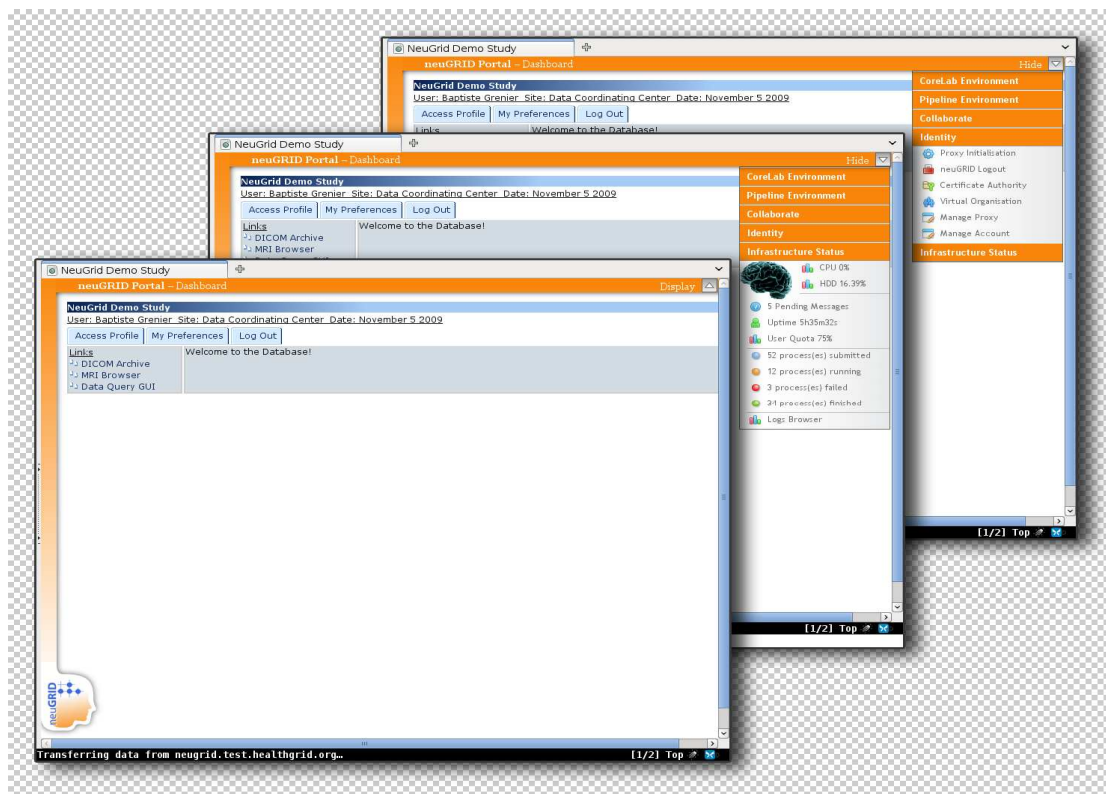 NeuGrid Demo Study
neuGRID Portal – Dashboard Hide
NeuGrid Demo Study
User: Baptiste Grenier Site: Data Coordinating Center Date: November 5 2009
Access Profile My Preferences Log Out
Links Welcome to the Database!
CoreLab Environment
Pipeline Environment
Collaborate
Identity
Proxy Initialisation
neuGRID Logout
Certificate Authority
Virtual Organisation
Manage Proxy
Manage Account
Infrastructure Status
[1/2] Top
NeuGrid Demo Study
neuGRID Portal – Dashboard Hide
NeuGrid Demo Study
User: Baptiste Grenier Site: Data Coordinating Center Date: November 5 2009
Access Profile My Preferences Log Out
Links Welcome to the Database!
DICOM Archive
MRI Browser
CoreLab Environment
Pipeline Environment
Collaborate
Identity
Infrastructure Status
CPU 0%
HDD 16.39%
5 Pending Messages
Uptime 5h35m32s
User Quota 75%
52 process(es) submitted
12 process(es) running
3 process(es) failed
34 process(es) finished
Logs Browser
[1/2] Top
NeuGrid Demo Study
neuGRID Portal – Dashboard Display
NeuGrid Demo Study
User: Baptiste Grenier Site: Data Coordinating Center Date: November 5 2009
Access Profile My Preferences Log Out
Links Welcome to the Database!
DICOM Archive
MRI Browser
Data Query GUI
neuGRID
Transferring data from neugrid.test.healthgrid.org… [1/2] Top